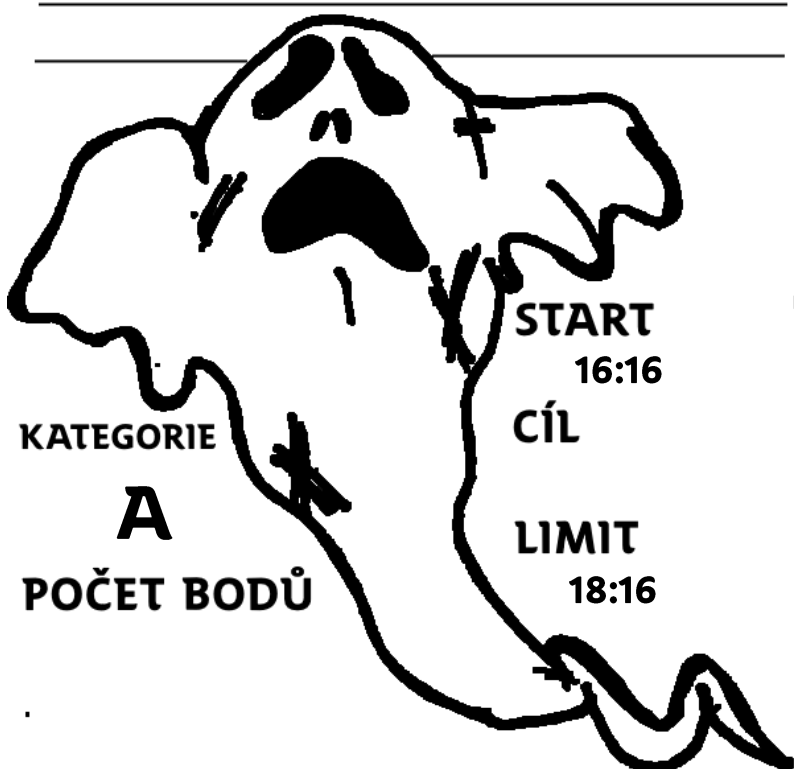 START
16:16
CÍL
KATEGORIE
A
LIMIT
18:16
POČET BODŮ